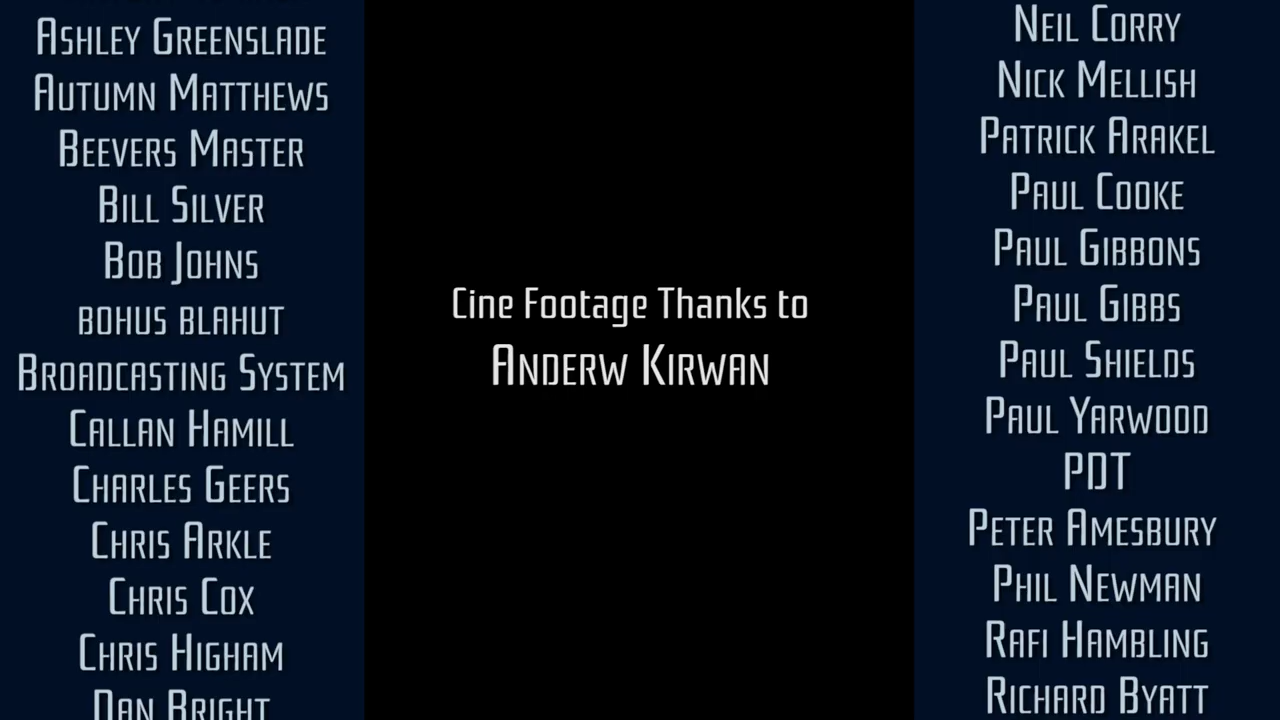 Ashley Greenslade
Autumn Matthews
Beevers Master
Bill Silver
Bob Johns
bohus blahut
Broadcasting System
Callan Hamill
Charles Geers
Chris Arkle
Chris Cox
Chris Higham
Dan Bright
Cine Footage Thanks to
Anderw Kirwan
Neil Corry
Nick Mellish
Patrick Arakel
Paul Cooke
Paul Gibbons
Paul Gibbs
Paul Shields
Paul Yarwood
PDT
Peter Amesbury
Phil Newman
Rafi Hambling
Richard Byatt